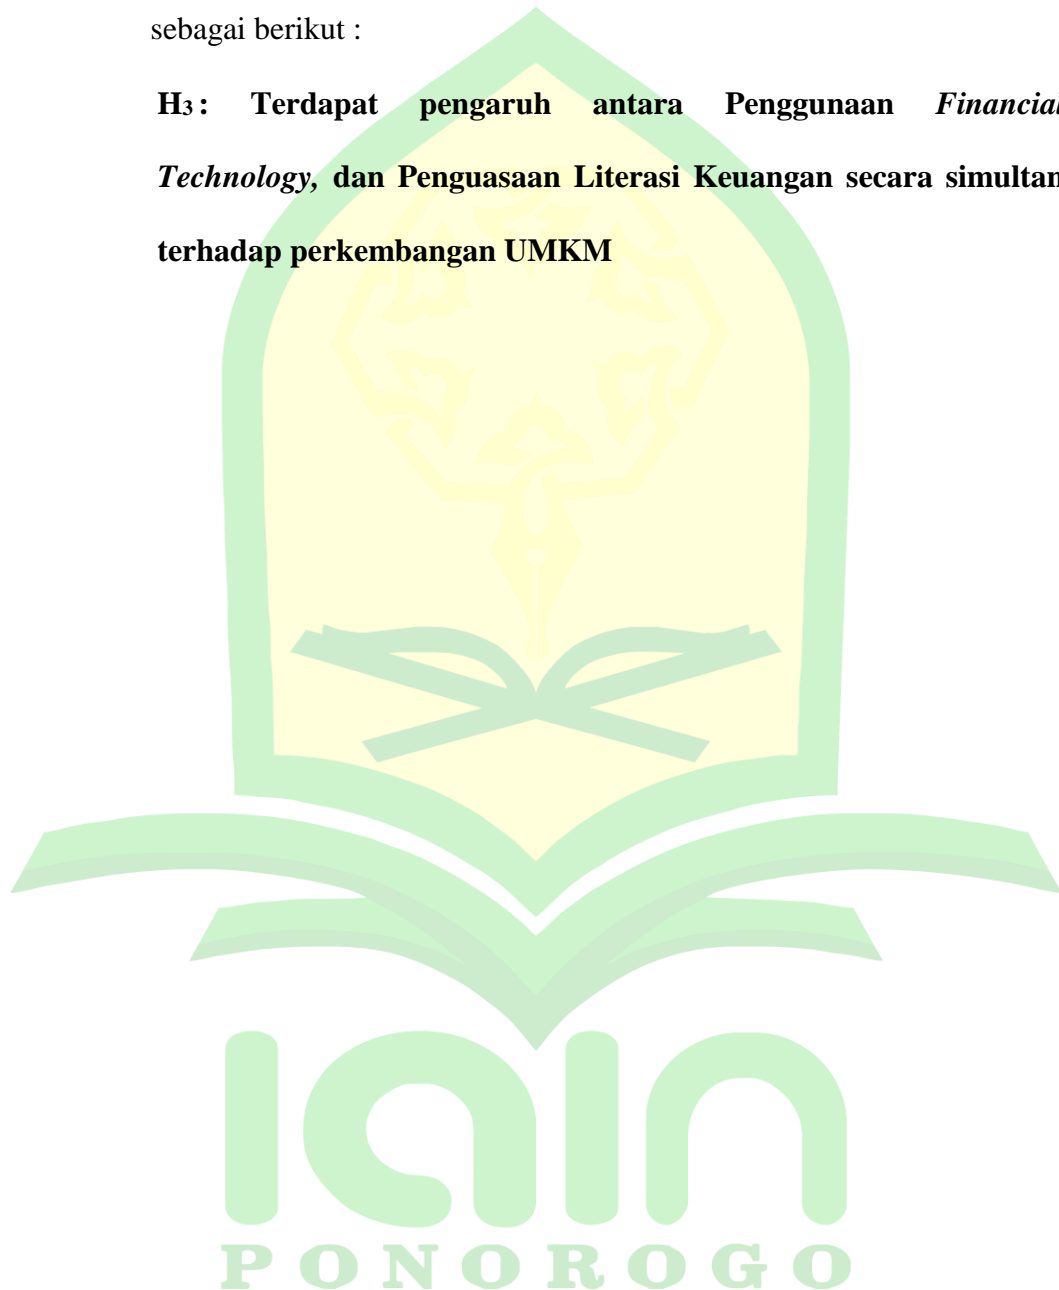 sebagai berikut :
H3 : Terdapat pengaruh antara Penggunaan Financial
Technology, dan Penguasaan Literasi Keuangan secara simultan
terhadap perkembangan UMKM
iain
PONOROGO